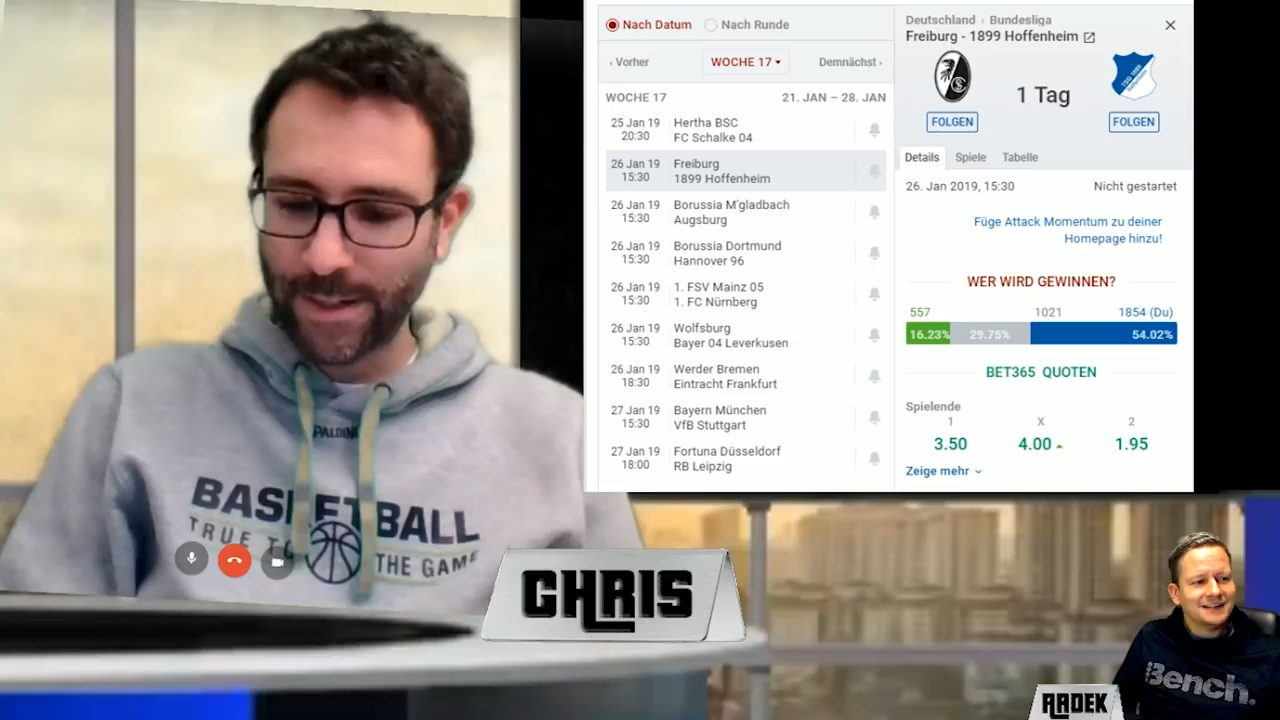 Nach Datum
Nach Runde
‹ Vorher
WOCHE 17
Demnächst ›
WOCHE 17
21. JAN – 28. JAN
25 Jan 19
20:30
Hertha BSC
FC Schalke 04
26 Jan 19
15:30
Freiburg
1899 Hoffenheim
26 Jan 19
15:30
Borussia M'gladbach
Augsburg
26 Jan 19
15:30
Borussia Dortmund
Hannover 96
26 Jan 19
15:30
1. FSV Mainz 05
1. FC Nürnberg
26 Jan 19
15:30
Wolfsburg
Bayer 04 Leverkusen
26 Jan 19
18:30
Werder Bremen
Eintracht Frankfurt
27 Jan 19
15:30
Bayern München
VfB Stuttgart
27 Jan 19
18:00
Fortuna Düsseldorf
RB Leipzig
Deutschland › Bundesliga
Freiburg - 1899 Hoffenheim
1 Tag
FOLGEN
FOLGEN
Details
Spiele
Tabelle
26. Jan 2019, 15:30
Nicht gestartet
Füge Attack Momentum zu deiner
Homepage hinzu!
WER WIRD GEWINNEN?
557
1021
1854 (Du)
16.23%
29.75%
54.02%
BET365 QUOTEN
Spielende
1
X
2
3.50
4.00
1.95
Zeige mehr
BASKETBALL
TRUE TO THE GAME
CHRIS
Bench.
RADEK